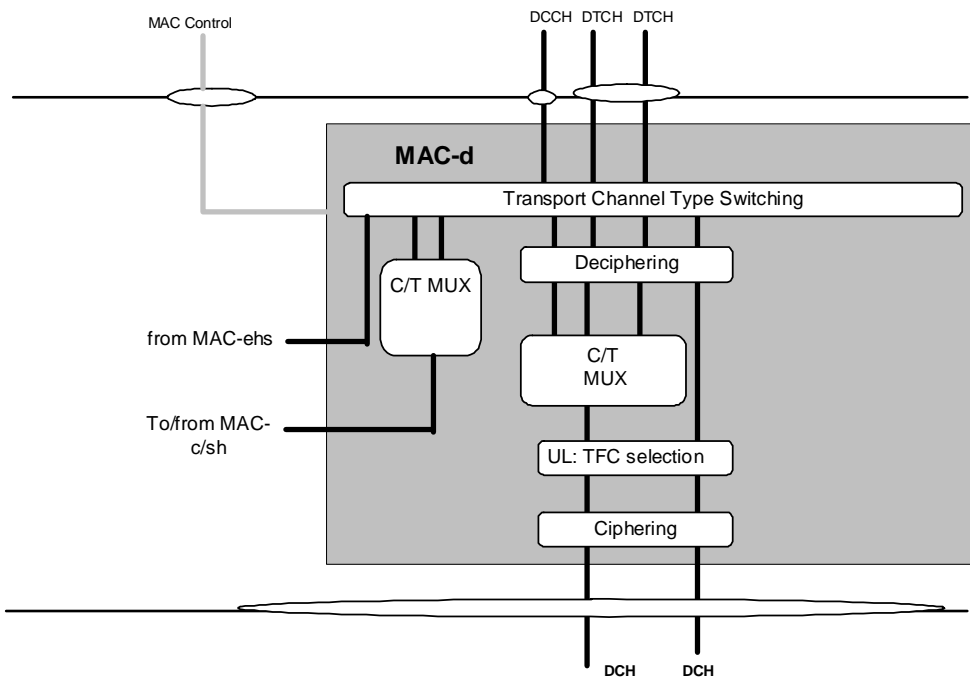 MAC Control
DCCH DTCH DTCH
MAC-d
Transport Channel Type Switching
Deciphering
C/T MUX
from MAC-ehs
C/T
MUX
To/from MAC-
c/sh
UL: TFC selection
Ciphering
DCH DCH